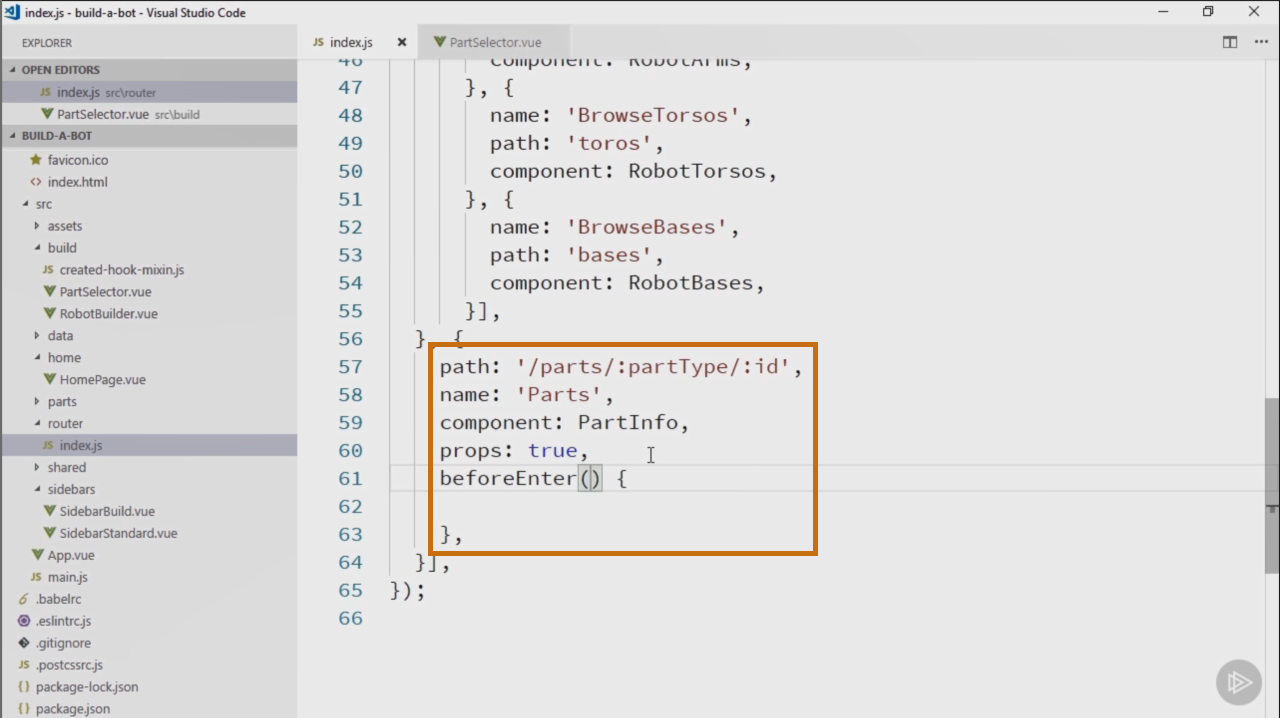 index.js - build-a-bot - Visual Studio Code
EXPLORER
OPEN EDITORS
JS index.js src\router
PartSelector.vue src\build
BUILD-A-BOT
favicon.ico
<> index.html
src
assets
build
JS created-hook-mixin.js
PartSelector.vue
RobotBuilder.vue
data
home
HomePage.vue
parts
router
JS index.js
shared
sidebars
SidebarBuild.vue
SidebarStandard.vue
App.vue
JS main.js
.babelrc
.eslintrc.js
.gitignore
JS .postcssrc.js
{} package-lock.json
{} package.json
JS index.js
PartSelector.vue
46 component: RobotArms,
47 }, {
48 name: 'BrowseTorsos',
49 path: 'toros',
50 component: RobotTorsos,
51 }, {
52 name: 'BrowseBases',
53 path: 'bases',
54 component: RobotBases,
55 }],
56 }, {
57 path: '/parts/:partType/:id',
58 name: 'Parts',
59 component: PartInfo,
60 props: true,
61 beforeEnter() {
62
63 },
64 }],
65 });
66